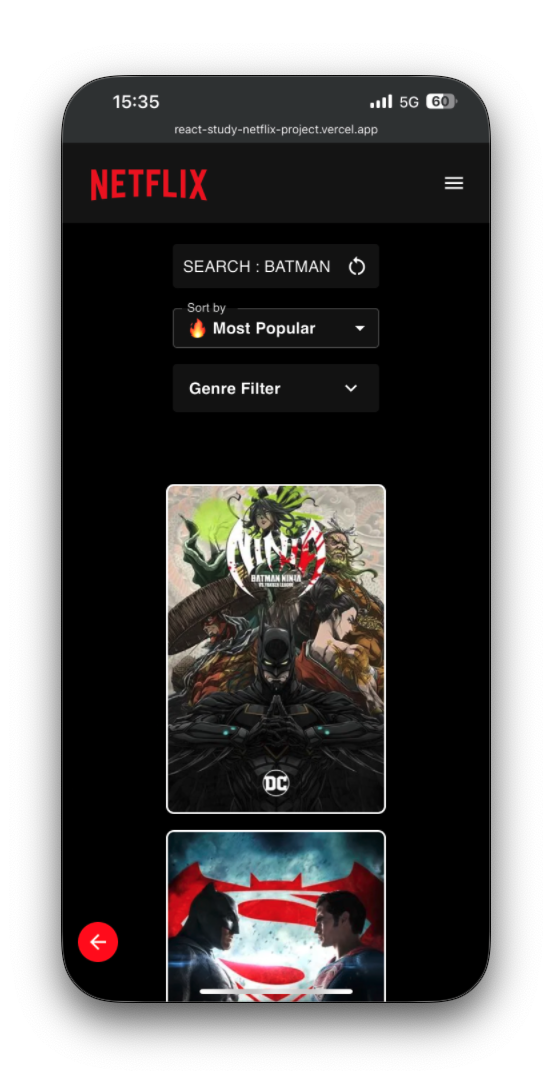 15:35
5G 60
react-study-netflix-project.vercel.app
NETFLIX
SEARCH : BATMAN
Sort by
🔥 Most Popular
Genre Filter
NINJA
BATMAN NINJA
VS. YAKUZA LEAGUE
DC